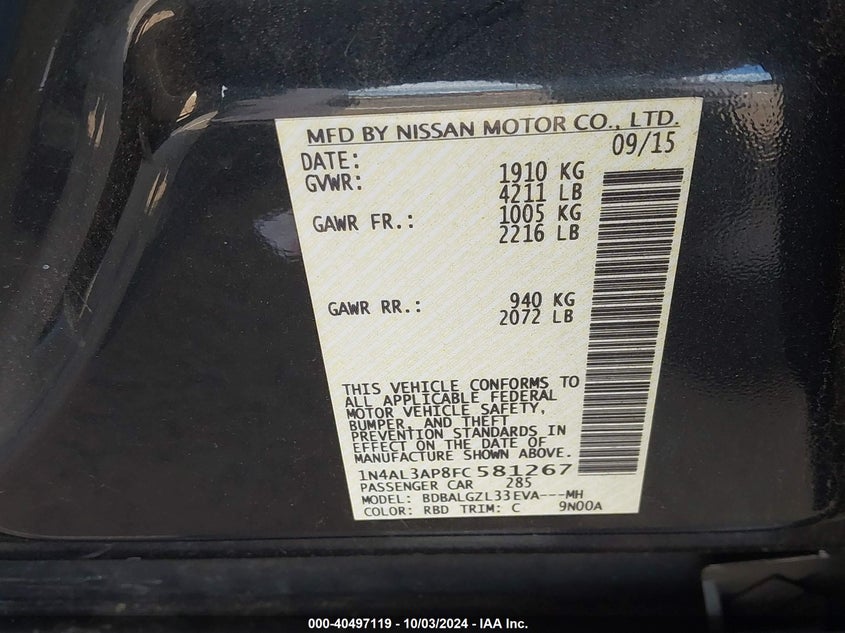 MFD BY NISSAN MOTOR CO., LTD.
DATE: 09/15
GVWR: 1910 KG
4211 LB
GAWR FR.: 1005 KG
2216 LB
GAWR RR.: 940 KG
2072 LB
THIS VEHICLE CONFORMS TO
ALL APPLICABLE FEDERAL
MOTOR VEHICLE SAFETY,
BUMPER, AND THEFT
PREVENTION STANDARDS IN
EFFECT ON THE DATE OF
MANUFACTURE SHOWN ABOVE.
1N4AL3AP8FC581267
PASSENGER CAR 285
MODEL: BDBALGZL33EVA---MH
COLOR: RBD TRIM: C 9N00A
000-40497119 - 10/03/2024 - IAA Inc.